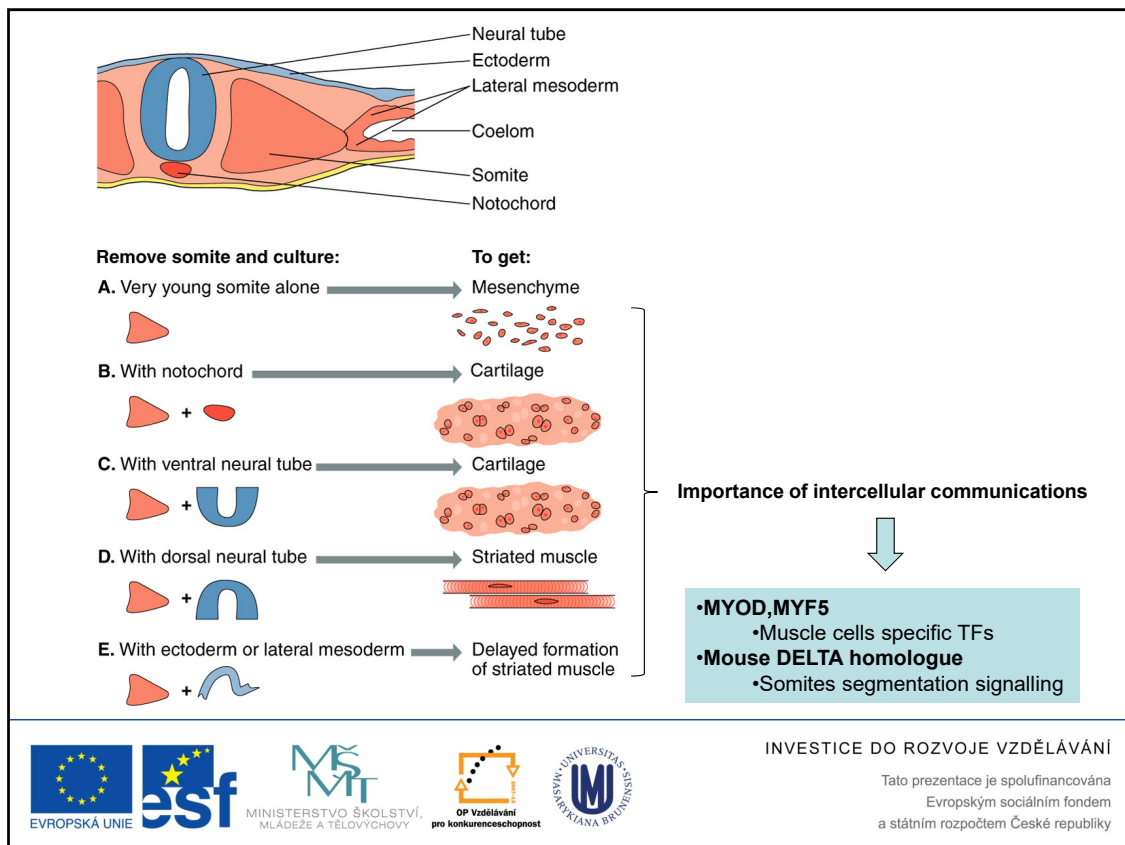 Neural tube
Ectoderm
Lateral mesoderm
Coelom
Somite
Notochord
Remove somite and culture:
To get:
A. Very young somite alone
Mesenchyme
B. With notochord
Cartilage
+
C. With ventral neural tube
Cartilage
+
D. With dorsal neural tube
Striated muscle
+
E. With ectoderm or lateral mesoderm
Delayed formation
of striated muscle
+
Importance of intercellular communications
•MYOD,MYF5
•Muscle cells specific TFs
•Mouse DELTA homologue
•Somites segmentation signalling
EVROPSKÁ UNIE
esf
MŠMT
MINISTERSTVO ŠKOLSTVÍ,
MLÁDEŽE A TĚLOVÝCHOVY
2007-13
OP Vzdělávání
pro konkurenceschopnost
UNIVERSITAS MASARYKIANA BRUNENSIS
INVESTICE DO ROZVOJE VZDĚLÁVÁNÍ
Tato prezentace je spolufinancována
Evropským sociálním fondem
a státním rozpočtem České republiky